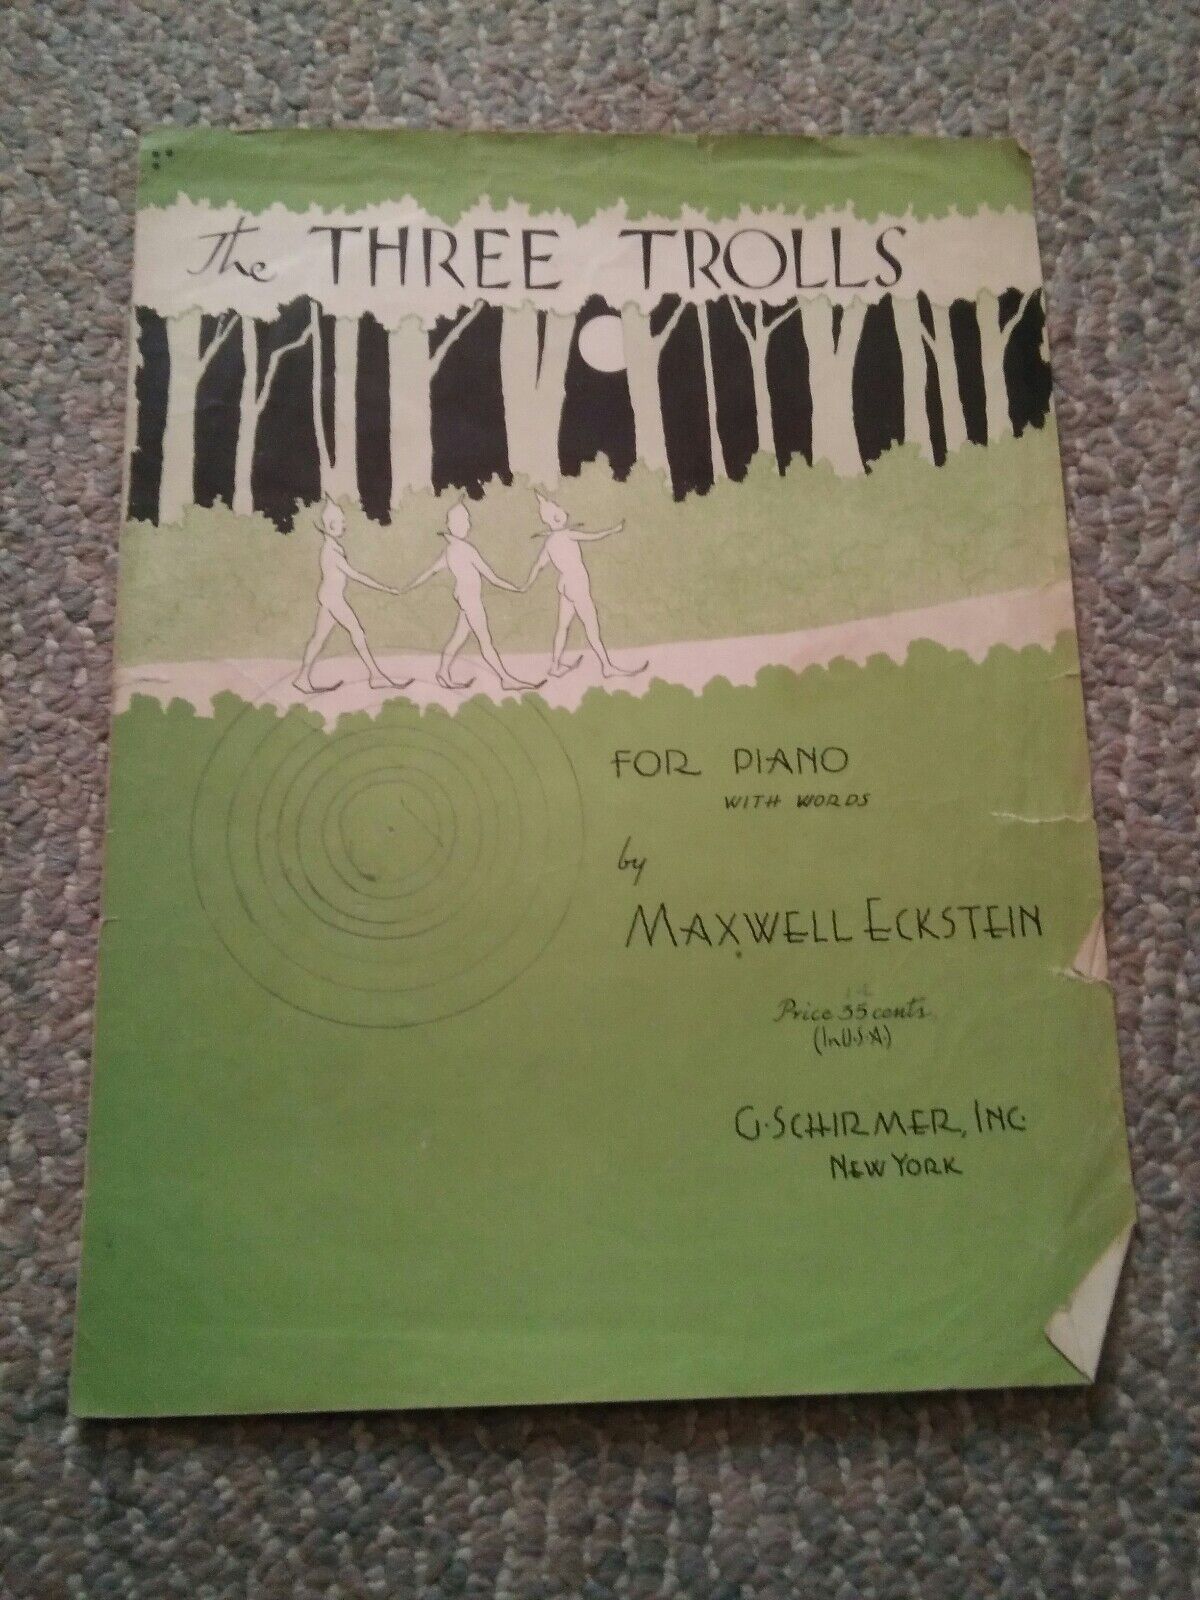 The THREE TROLLS
FOR PIANO
WITH WORDS
by
MAXWELL ECKSTEIN
Price 35 cents
(In U.S.A.)
G. SCHIRMER, INC.
NEW YORK